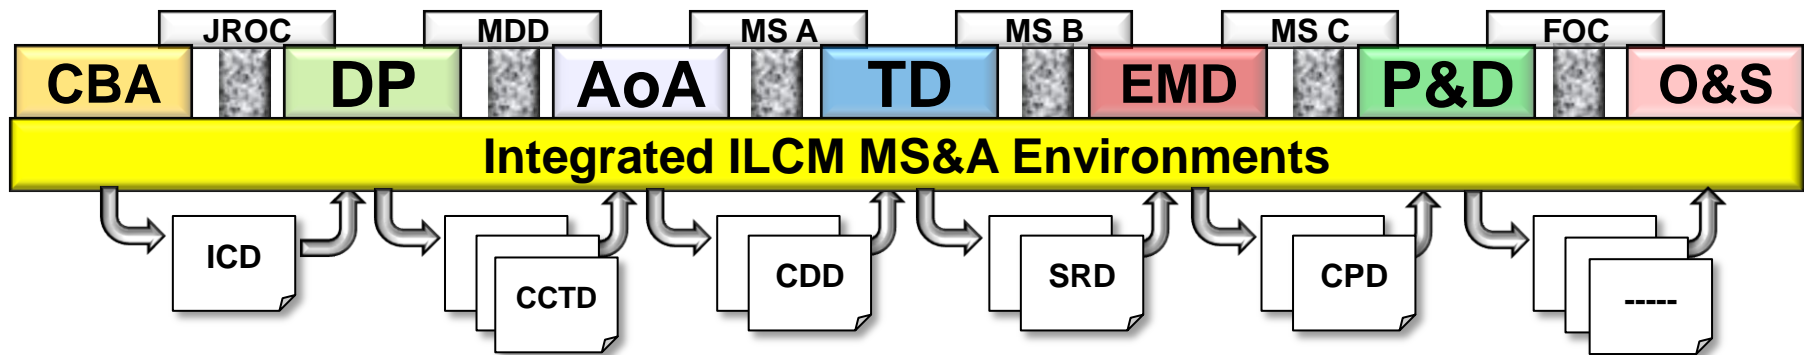 JROC MDD MS A MS B MS C FOC
CBA DP AoA TD EMD P&D O&S
Integrated ILCM MS&A Environments
ICD CCTD CDD SRD CPD -----